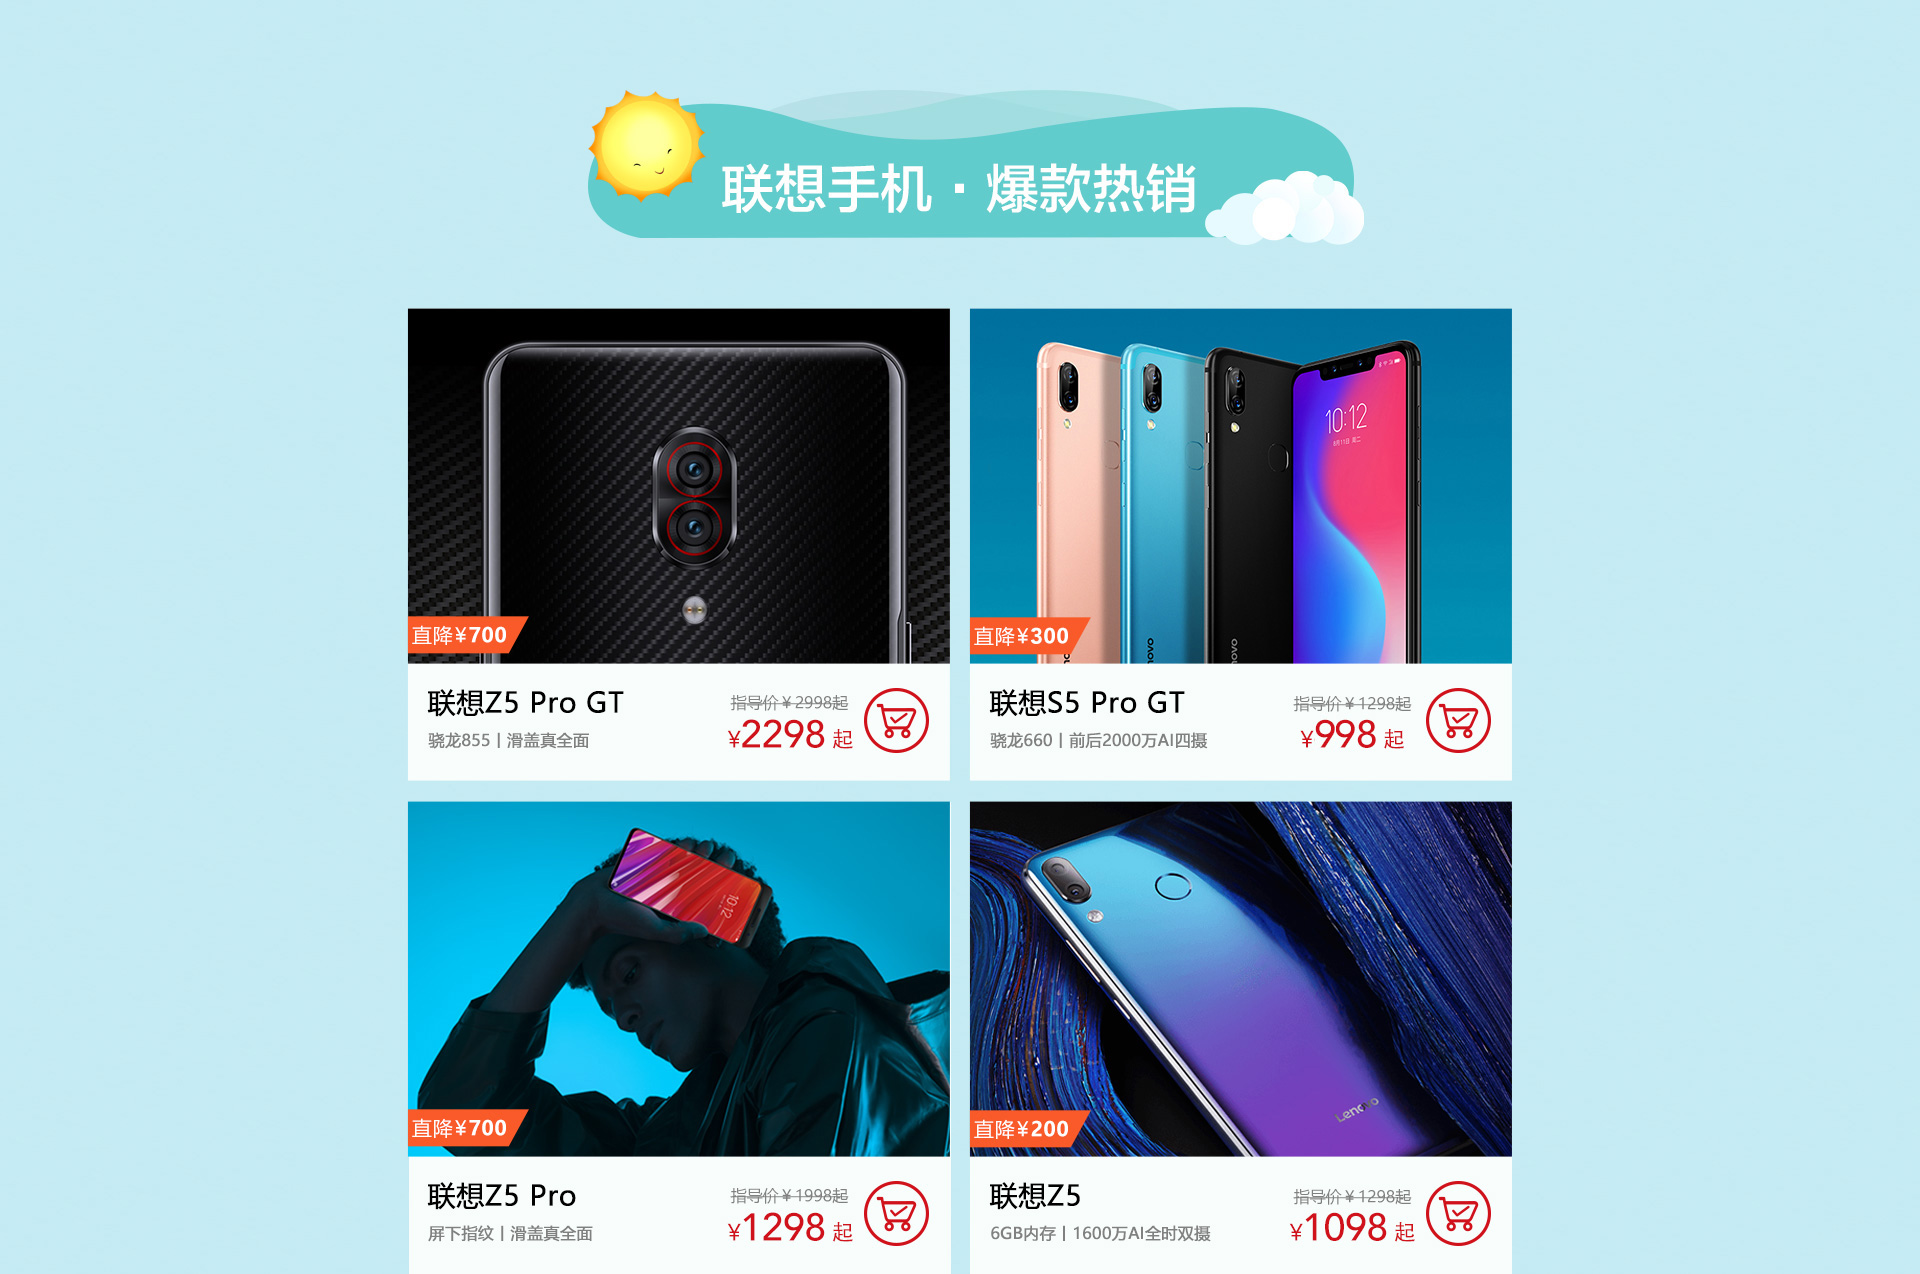 联想手机·爆款热销
直降¥700
联想Z5 Pro GT
指导价¥2998起
骁龙855丨滑盖真全面
¥2298 起
10:12
直降¥300
联想S5 Pro GT
指导价¥1298起
骁龙660丨前后2000万AI四摄
¥998 起
10:12
直降¥700
联想Z5 Pro
指导价¥1998起
屏下指纹丨滑盖真全面
¥1298 起
Lenovo
直降¥200
联想Z5
指导价¥1298起
6GB内存丨1600万AI全时双摄
¥1098 起